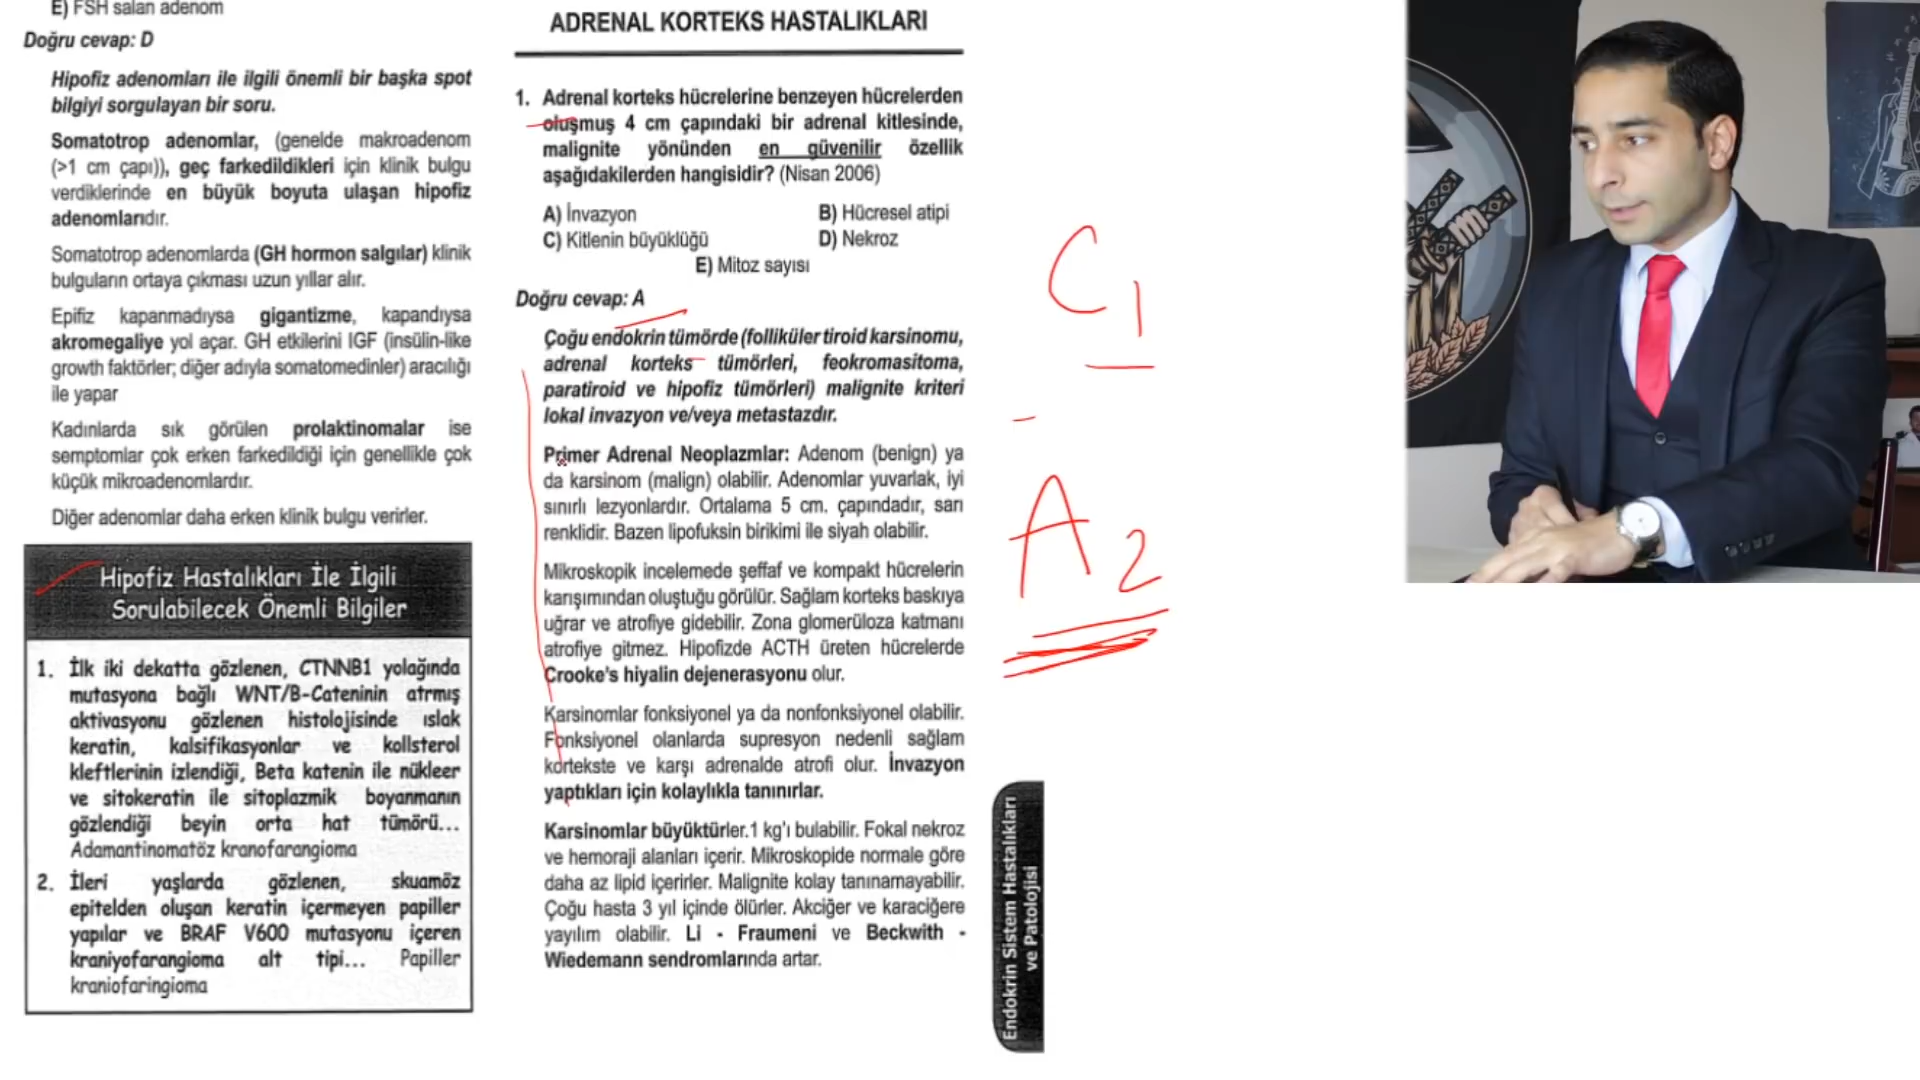 E) FSH salan adenom
Doğru cevap: D
Hipofiz adenomları ile ilgili önemli bir başka spot
bilgiyi sorgulayan bir soru.
Somatotrop adenomlar, (genelde makroadenom
(>1 cm çapı)), geç farkedildikleri için klinik bulgu
verdiklerinde en büyük boyuta ulaşan hipofiz
adenomlarıdır.
Somatotrop adenomlarda (GH hormon salgılar) klinik
bulguların ortaya çıkması uzun yıllar alır.
Epifiz kapanmadıysa gigantizme, kapandıysa
akromegaliye yol açar. GH etkilerini IGF (insülin-like
growth faktörler; diğer adıyla somatomedinler) aracılığı
ile yapar
Kadınlarda sık görülen prolaktinomalar ise
semptomlar çok erken farkedildiği için genellikle çok
küçük mikroadenomlardır.
Diğer adenomlar daha erken klinik bulgu verirler.
Hipofiz Hastalıkları İle İlgili
Sorulabilecek Önemli Bilgiler
1. İlk iki dekatta gözlenen, CTNNB1 yolağında
mutasyona bağlı WNT/B-Cateninin atrmış
aktivasyonu gözlenen histolojisinde ıslak
keratin, kalsifikasyonlar ve kollsterol
kleftlerinin izlendiği, Beta katenin ile nükleer
ve sitokeratin ile sitoplazmik boyanmanın
gözlendiği beyin orta hat tümörü...
Adamantinomatöz kranofarangioma
2. İleri yaşlarda gözlenen, skuamöz
epitelden oluşan keratin içermeyen papiller
yapılar ve BRAF V600 mutasyonu içeren
kraniyofarangioma alt tipi... Papiller
kraniofaringioma
ADRENAL KORTEKS HASTALIKLARI
1. Adrenal korteks hücrelerine benzeyen hücrelerden
oluşmuş 4 cm çapındaki bir adrenal kitlesinde,
malignite yönünden en güvenilir özellik
aşağıdakilerden hangisidir? (Nisan 2006)
A) İnvazyon B) Hücresel atipi
C) Kitlenin büyüklüğü D) Nekroz
E) Mitoz sayısı
Doğru cevap: A
Çoğu endokrin tümörde (folliküler tiroid karsinomu,
adrenal korteks tümörleri, feokromasitoma,
paratiroid ve hipofiz tümörleri) malignite kriteri
lokal invazyon ve/veya metastazdır.
Primer Adrenal Neoplazmlar: Adenom (benign) ya
da karsinom (malign) olabilir. Adenomlar yuvarlak, iyi
sınırlı lezyonlardır. Ortalama 5 cm. çapındadır, sarı
renklidir. Bazen lipofuksin birikimi ile siyah olabilir.
Mikroskopik incelemede şeffaf ve kompakt hücrelerin
karışımından oluştuğu görülür. Sağlam korteks baskıya
uğrar ve atrofiye gidebilir. Zona glomerüloza katmanı
atrofiye gitmez. Hipofizde ACTH üreten hücrelerde
Crooke's hiyalin dejenerasyonu olur.
Karsinomlar fonksiyonel ya da nonfonksiyonel olabilir.
Fonksiyonel olanlarda supresyon nedenli sağlam
kortekste ve karşı adrenalde atrofi olur. İnvazyon
yaptıkları için kolaylıkla tanınırlar.
Karsinomlar büyüktürler.1 kg'ı bulabilir. Fokal nekroz
ve hemoraji alanları içerir. Mikroskopide normale göre
daha az lipid içerirler. Malignite kolay tanınamayabilir.
Çoğu hasta 3 yıl içinde ölürler. Akciğer ve karaciğere
yayılım olabilir. Li - Fraumeni ve Beckwith -
Wiedemann sendromlarında artar.
C1
A2
Endokrin Sistem Hastalıkları
ve Patolojisi